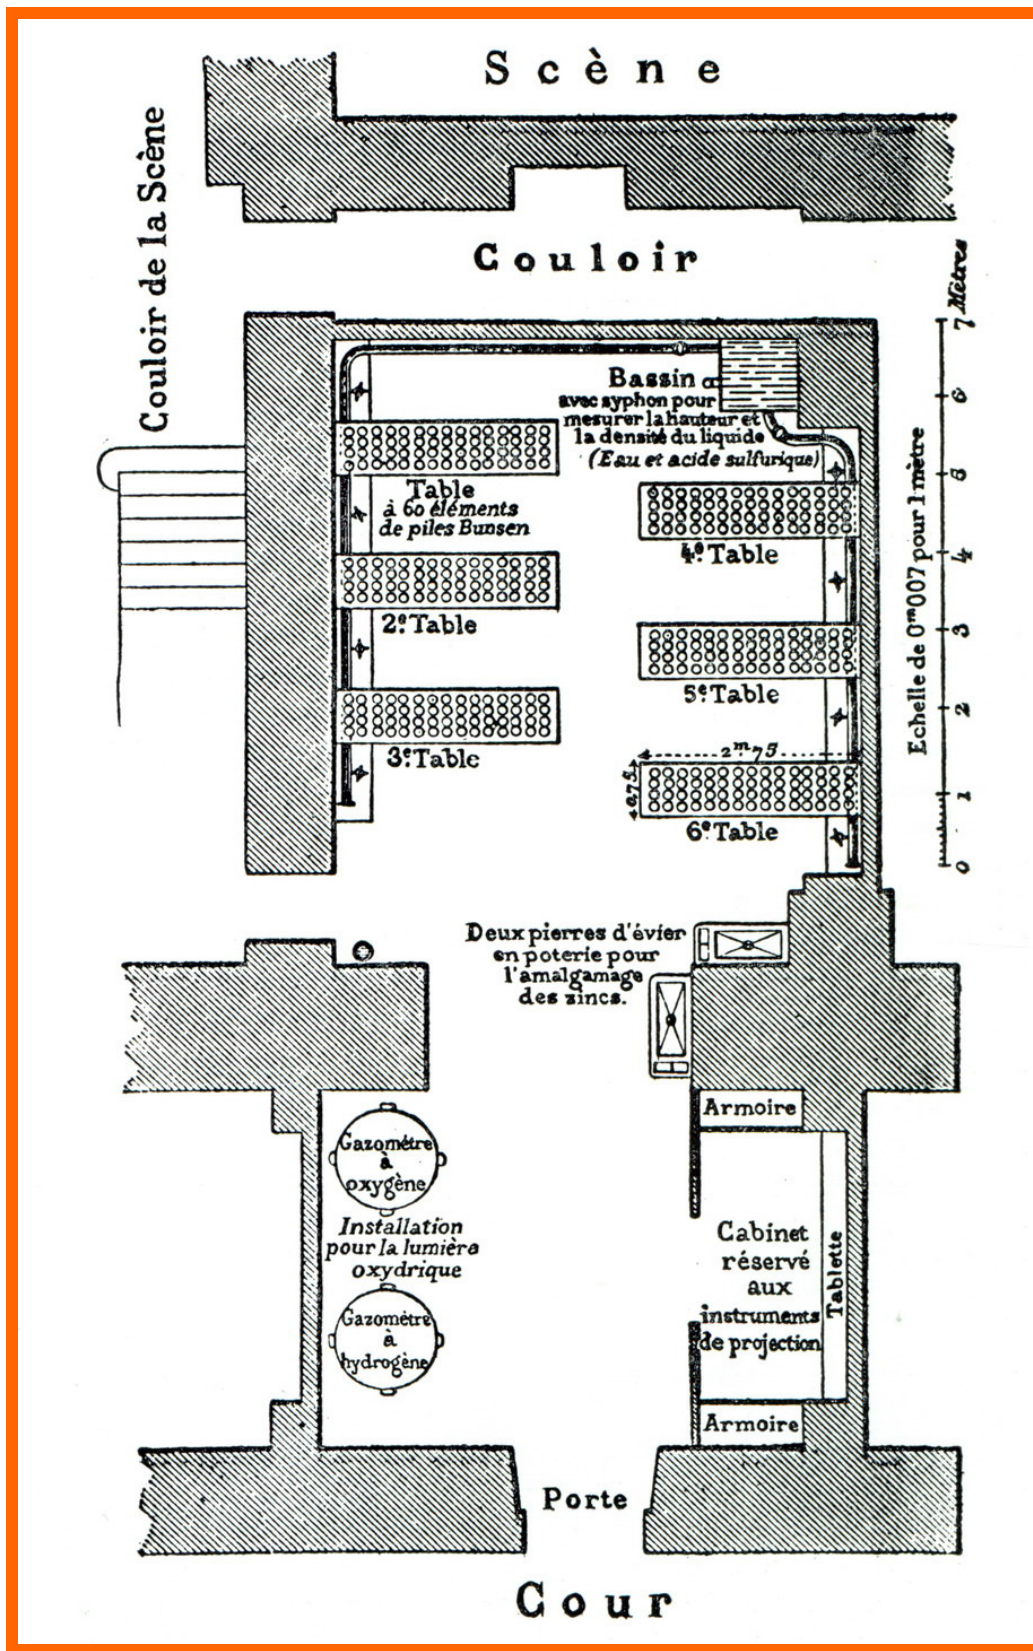 Scène
Couloir de la Scène
Couloir
Bassin
avec syphon pour
mesurer la hauteur et
la densité du liquide
(Eau et acide sulfurique)
Table
à 60 éléments
de piles Bunsen
2e. Table
3e. Table
4e. Table
5e. Table
2m 75
0,75
6e. Table
Echelle de 0m007 pour 1 mètre
0 1 2 3 4 5 6 7 Mètres
Deux pierres d'évier
en poterie pour
l'amalgamage
des zincs.
Gazomètre
à
oxygène
Installation
pour la lumière
oxydrique
Gazomètre
à
hydrogène
Armoire
Cabinet
réservé
aux
instruments
de projection
Tablette
Armoire
Porte
Cour